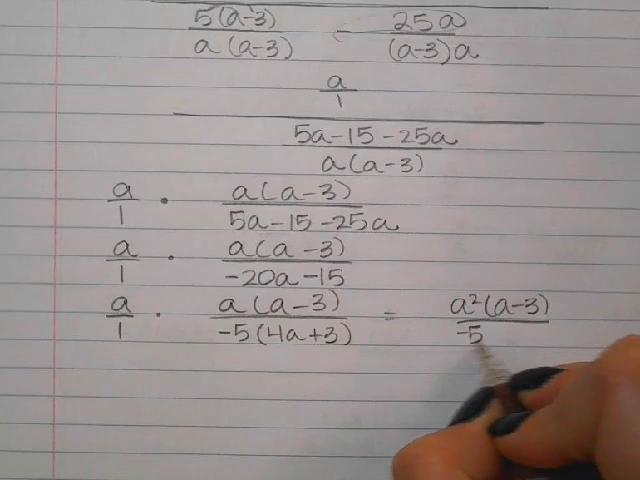 5(a-3)/a(a-3) - 25a/(a-3)a
a/1
5a-15-25a/a(a-3)
a/1 · a(a-3)/5a-15-25a
a/1 · a(a-3)/-20a-15
a/1 · a(a-3)/-5(4a+3) = a²(a-3)/-5